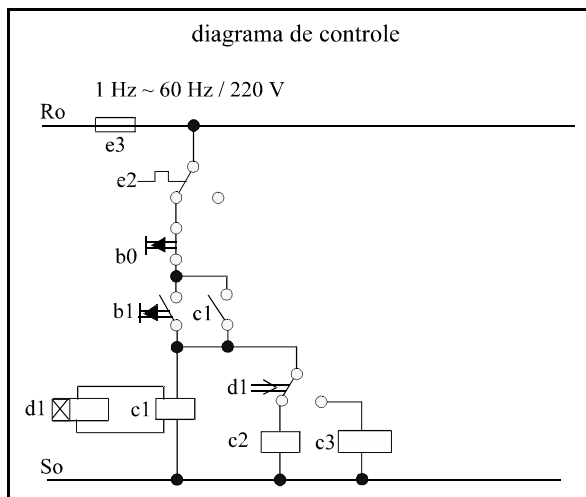 diagrama de controle
1 Hz ~ 60 Hz / 220 V
Ro
e3
e2
b0
b1
c1
d1
d1
c1
c2
c3
So